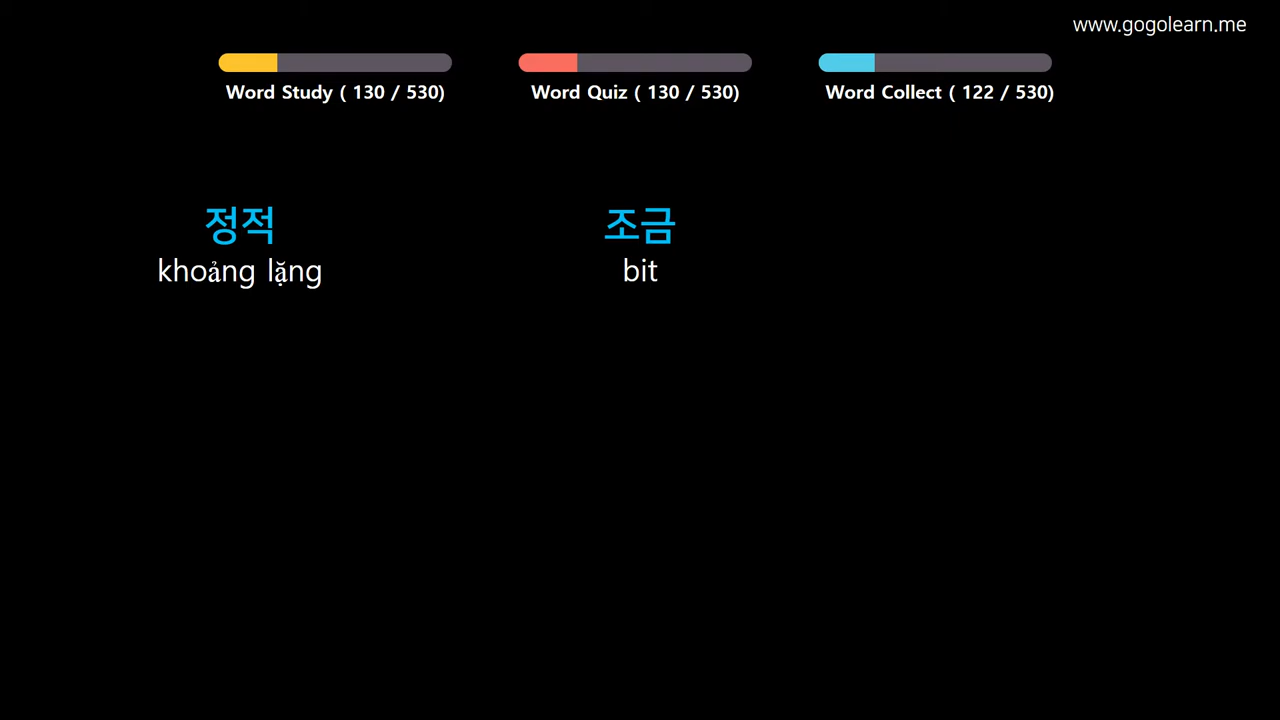 www.gogolearn.me
Word Study ( 130 / 530)
Word Quiz ( 130 / 530)
Word Collect ( 122 / 530)
정적
khoảng lặng
조금
bit